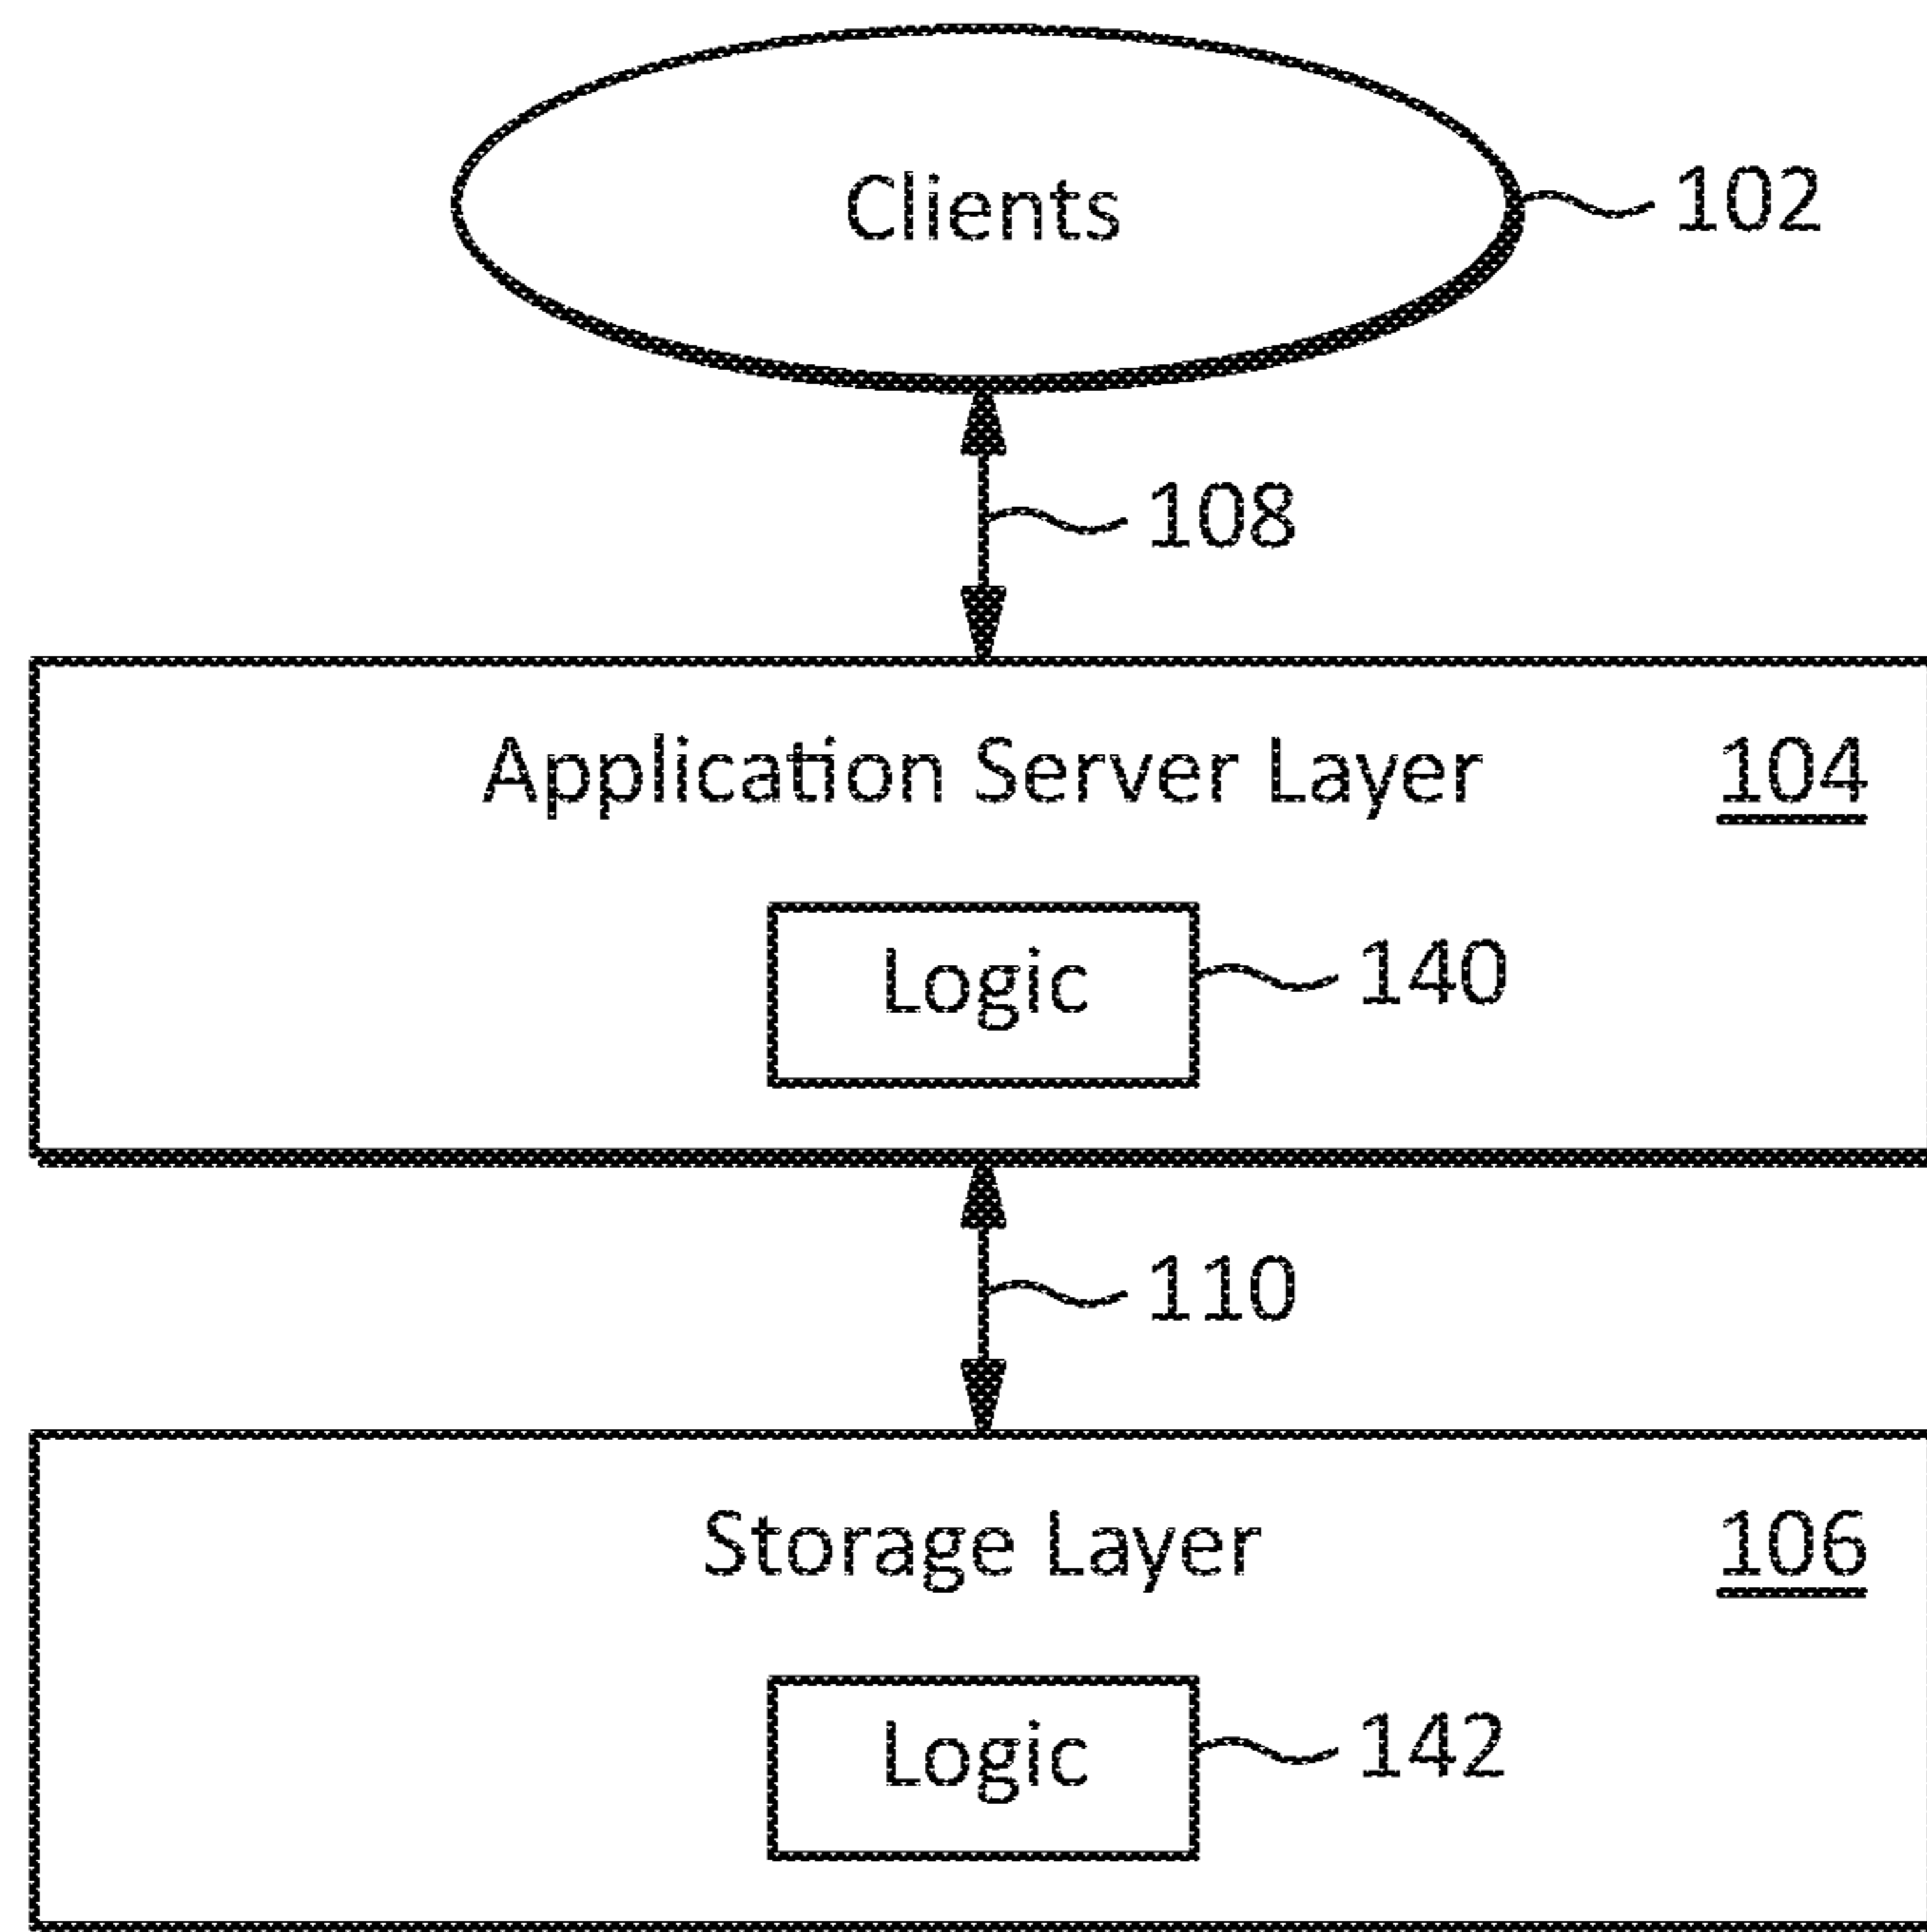 Clients 102
108
Application Server Layer 104
Logic 140
110
Storage Layer 106
Logic 142